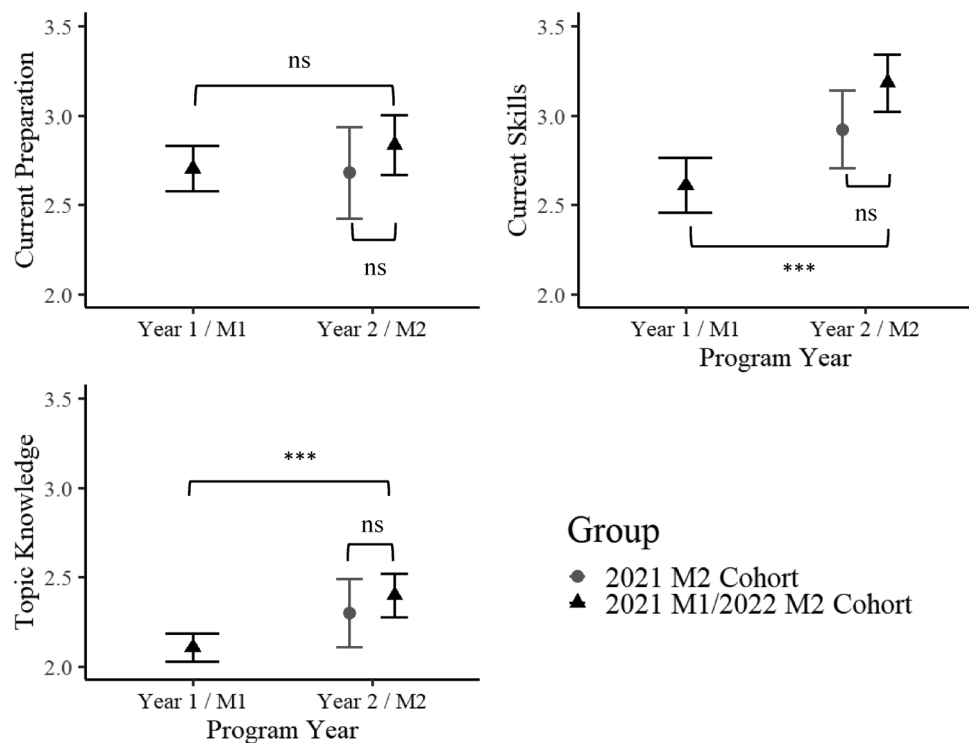 Current Preparation
3.5
3.0
2.5
2.0
ns
ns
Year 1 / M1
Year 2 / M2
Current Skills
3.5
3.0
2.5
2.0
ns
***
Year 1 / M1
Year 2 / M2
Program Year
Topic Knowledge
3.5
3.0
2.5
2.0
***
ns
Year 1 / M1
Year 2 / M2
Program Year
Group
2021 M2 Cohort
2021 M1/2022 M2 Cohort